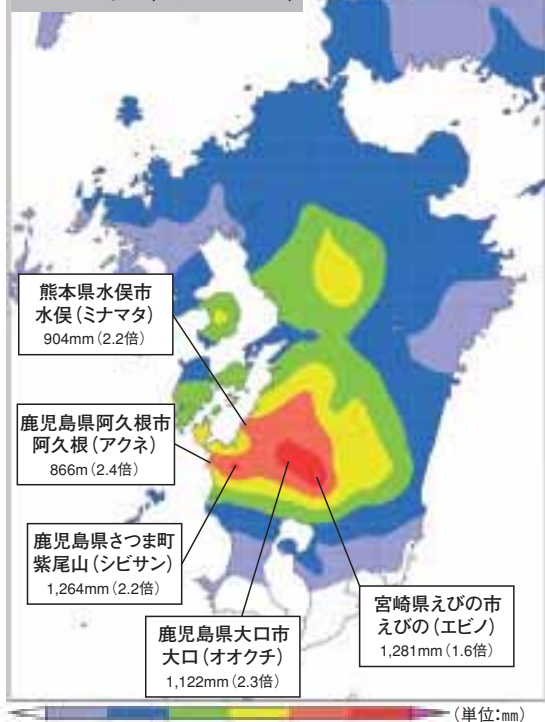 熊本県水俣市
水俣(ミナマタ)
904mm(2.2倍)
鹿児島県阿久根市
阿久根(アクネ)
866m(2.4倍)
鹿児島県さつま町
紫尾山(シビサン)
1,264mm(2.2倍)
宮崎県えびの市
えびの(エビノ)
1,281mm(1.6倍)
鹿児島県大口市
大口(オオクチ)
1,122mm(2.3倍)
(単位:㎜)